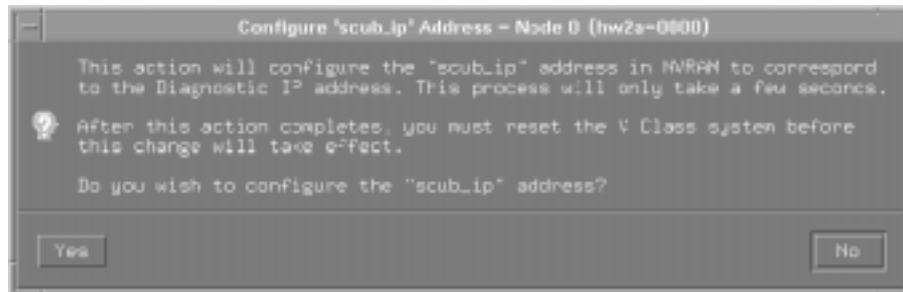 Configure "scub_ip" Address - Node 0 (hw2a-0000)
This action will configure the "scub_ip" address in NVRAM to correspond
to the Diagnostic IP address. This process will only take a few seconds.
After this action completes, you must reset the V Class system before
this change will take effect.
Do you wish to configure the "scub_ip" address?
Yes
No